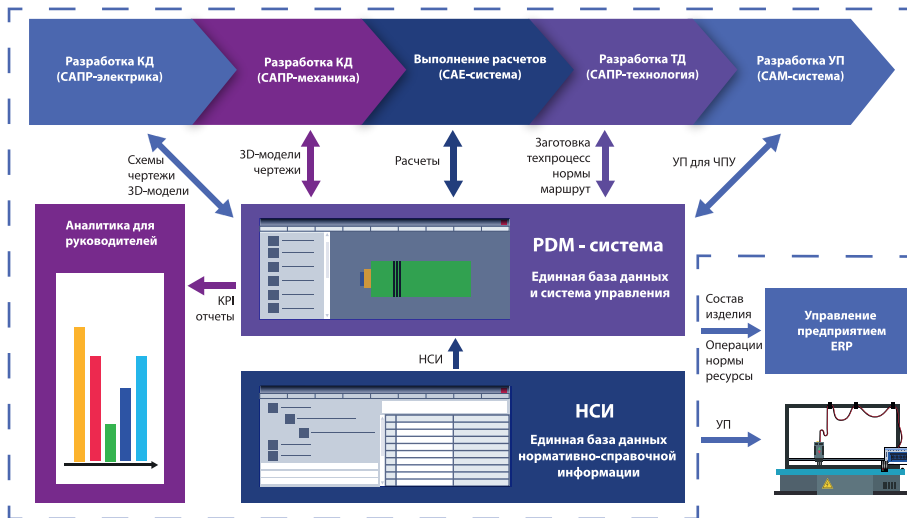 Разработка КД
(САПР-электрика)
Разработка КД
(САПР-механика)
Выполнение расчетов
(CAE-система)
Разработка ТД
(САПР-технология)
Разработка УП
(CAM-система)
Схемы
чертежи
3D-модели
3D-модели
чертежи
Расчеты
Заготовка
техпроцесс
нормы
маршрут
УП для ЧПУ
Аналитика для
руководителей
KPI
отчеты
PDM - система
Единная база данных
и система управления
Состав
изделия
Операции
нормы
ресурсы
Управление
предприятием
ERP
НСИ
НСИ
Единная база данных
нормативно-справочной
информации
УП